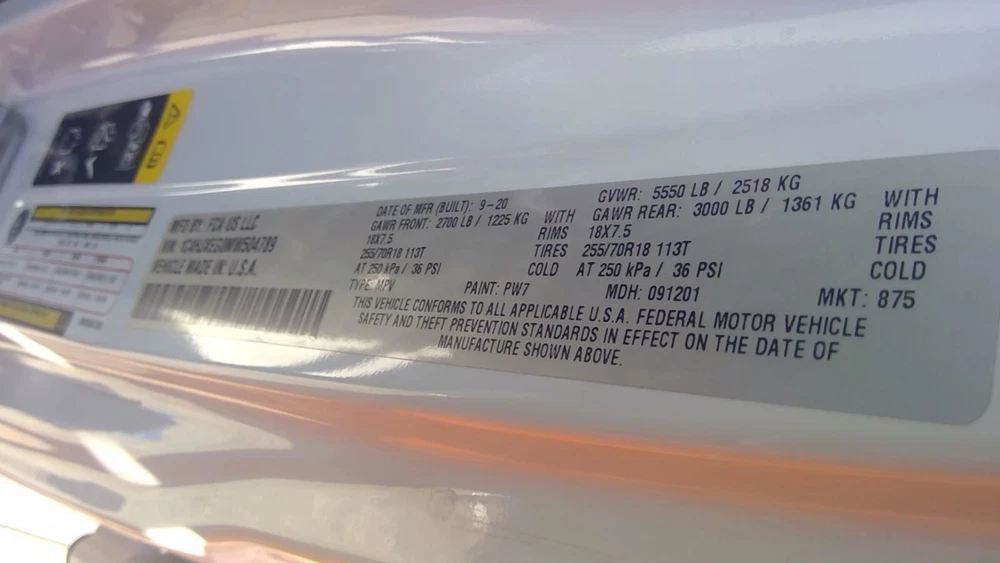 MFD BY: FCA US LLC
VIN:
VEHICLE MADE IN: U.S.A.
DATE OF MFR (BUILT): 9-20
GVWR: 5550 LB / 2518 KG
GAWR FRONT: 2700 LB / 1225 KG WITH
GAWR REAR: 3000 LB / 1361 KG WITH
18X7.5 RIMS
18X7.5 RIMS
255/70R18 113T TIRES
255/70R18 113T TIRES
AT 250 kPa / 36 PSI COLD
AT 250 kPa / 36 PSI COLD
TYPE: MPV PAINT: PW7 MDH: 091201 MKT: 875
THIS VEHICLE CONFORMS TO ALL APPLICABLE U.S.A. FEDERAL MOTOR VEHICLE
SAFETY AND THEFT PREVENTION STANDARDS IN EFFECT ON THE DATE OF
MANUFACTURE SHOWN ABOVE.